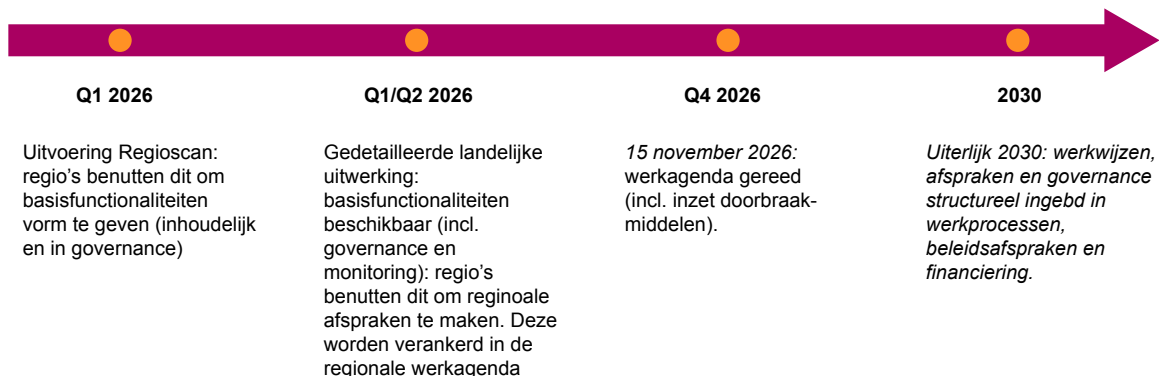 Q1 2026
Uitvoering Regioscan:
regio's benutten dit om
basisfunctionaliteiten
vorm te geven (inhoudelijk
en in governance)
Q1/Q2 2026
Gedetailleerde landelijke
uitwerking:
basisfunctionaliteiten
beschikbaar (incl.
governance en
monitoring): regio's
benutten dit om reginoale
afspraken te maken. Deze
worden verankerd in de
regionale werkagenda
Q4 2026
15 november 2026:
werkagenda gereed
(incl. inzet doorbraak-
middelen).
2030
Uiterlijk 2030: werkwijzen,
afspraken en governance
structureel ingebd in
werkprocessen,
beleidsafspraken en
financiering.